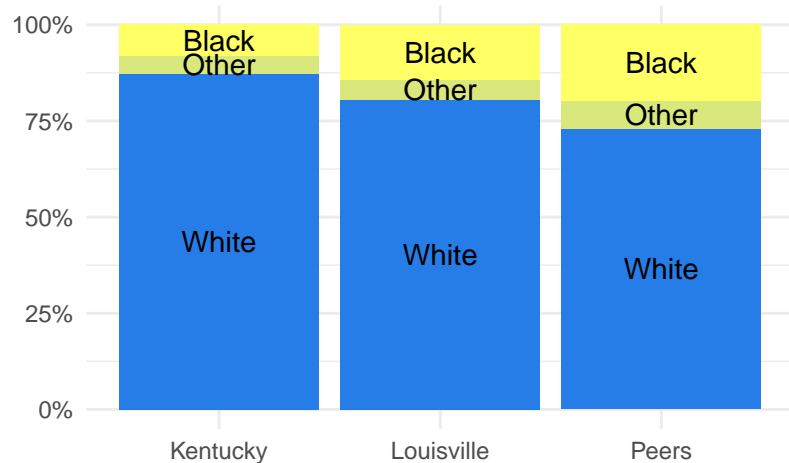 100%
75%
50%
25%
0%
Black
Other
White
Black
Other
White
Black
Other
White
Kentucky
Louisville
Peers